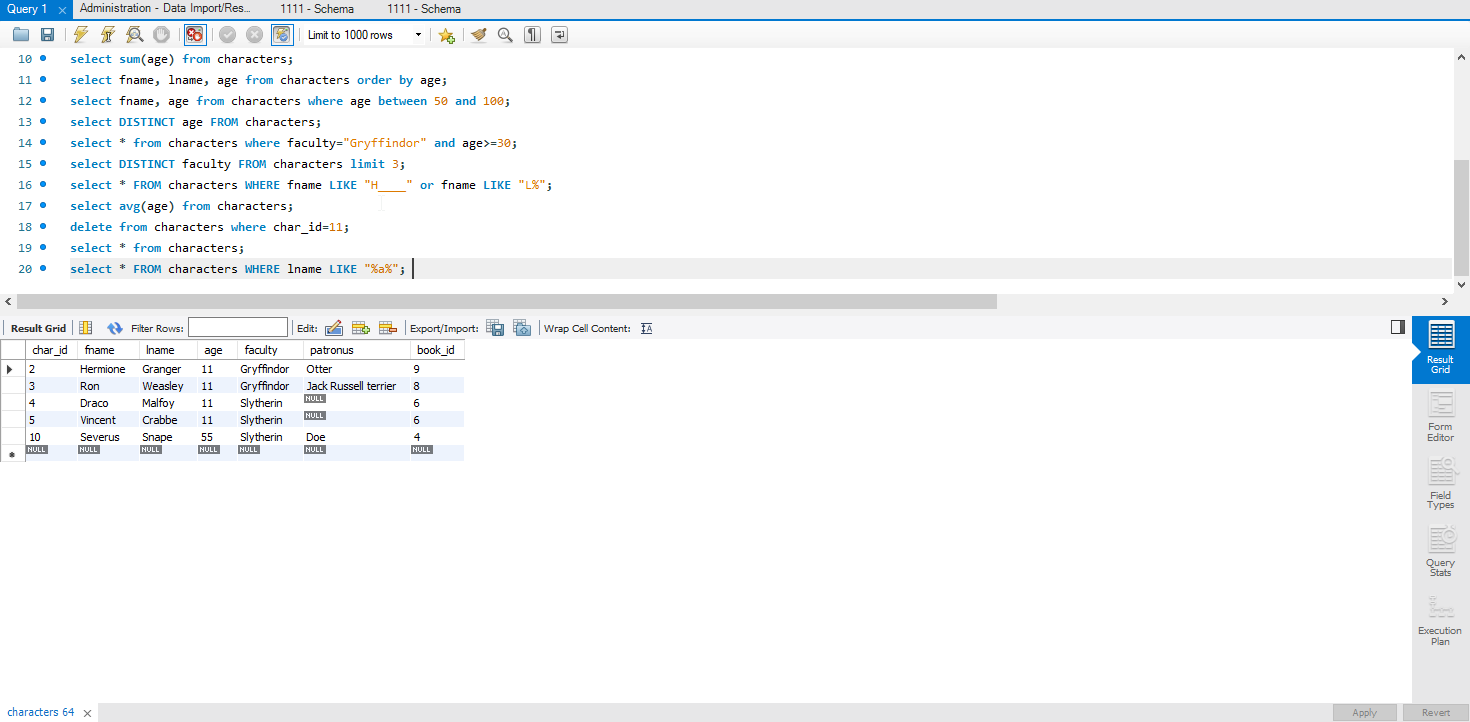 Query 1 Administration - Data Import/Res... 1111 - Schema 1111 - Schema
Limit to 1000 rows
10 select sum(age) from characters;
11 select fname, lname, age from characters order by age;
12 select fname, age from characters where age between 50 and 100;
13 select DISTINCT age FROM characters;
14 select * from characters where faculty="Gryffindor" and age>=30;
15 select DISTINCT faculty FROM characters limit 3;
16 select * FROM characters WHERE fname LIKE "H____" or fname LIKE "L%";
17 select avg(age) from characters;
18 delete from characters where char_id=11;
19 select * from characters;
20 select * FROM characters WHERE lname LIKE "%a%";
Result Grid Filter Rows: Edit: Export/Import: Wrap Cell Content:
char_id fname lname age faculty patronus book_id
2 Hermione Granger 11 Gryffindor Otter 9
3 Ron Weasley 11 Gryffindor Jack Russell terrier 8
4 Draco Malfoy 11 Slytherin NULL 6
5 Vincent Crabbe 11 Slytherin NULL 6
10 Severus Snape 55 Slytherin Doe 4
NULL NULL NULL NULL NULL NULL NULL
Result
Grid
Form
Editor
Field
Types
Query
Stats
Execution
Plan
characters 64 Apply Revert